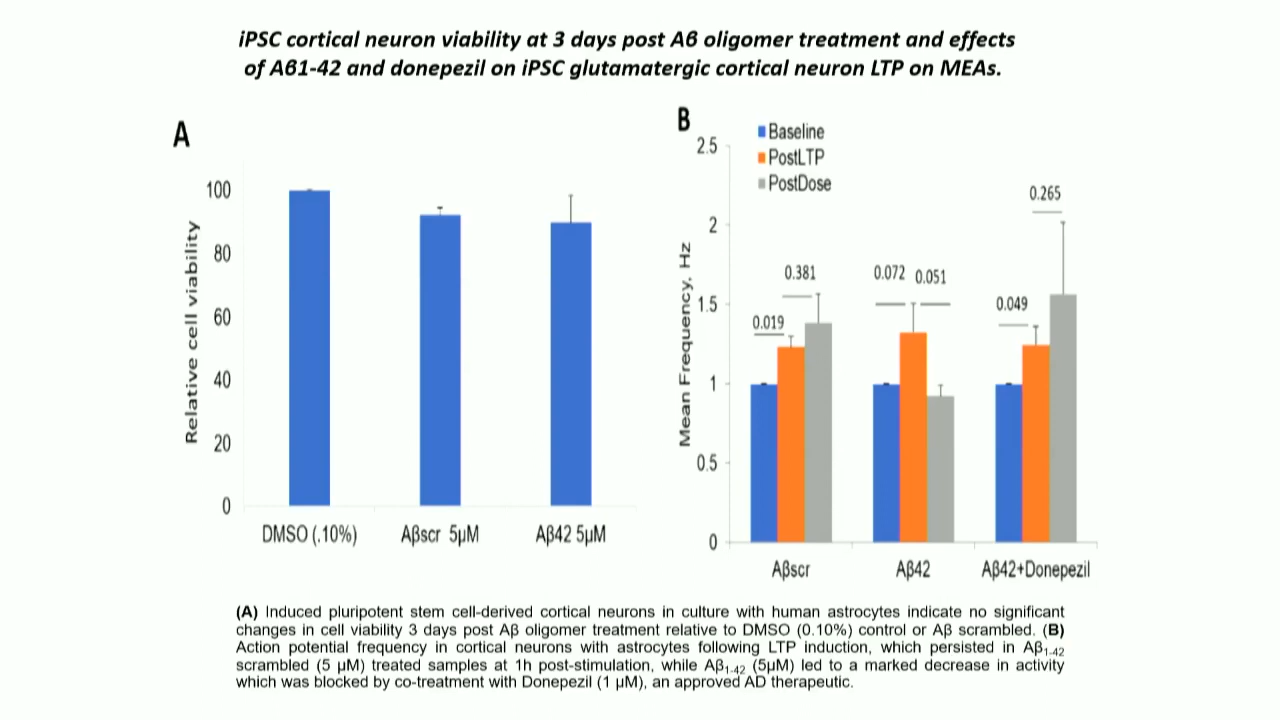 iPSC cortical neuron viability at 3 days post Aβ oligomer treatment and effects
of Aβ1-42 and donepezil on iPSC glutamatergic cortical neuron LTP on MEAs.
A
Relative cell viability
100
80
60
40
20
0
DMSO (.10%)
Aβscr 5µM
Aβ42 5µM
B
Baseline
PostLTP
PostDose
Mean Frequency, Hz
2.5
2
1.5
1
0.5
0
0.019
0.381
0.072
0.051
0.049
0.265
Aβscr
Aβ42
Aβ42+Donepezil
(A) Induced pluripotent stem cell-derived cortical neurons in culture with human astrocytes indicate no significant
changes in cell viability 3 days post Aβ oligomer treatment relative to DMSO (0.10%) control or Aβ scrambled. (B)
Action potential frequency in cortical neurons with astrocytes following LTP induction, which persisted in Aβ1-42
scrambled (5 µM) treated samples at 1h post-stimulation, while Aβ1-42 (5µM) led to a marked decrease in activity
which was blocked by co-treatment with Donepezil (1 µM), an approved AD therapeutic.